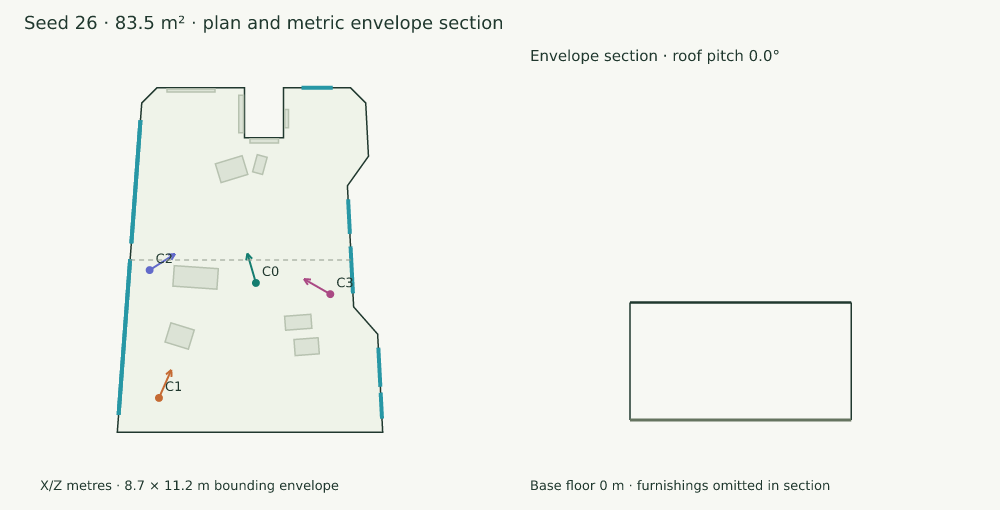 Seed 26 · 83.5 m² · plan and metric envelope section
Envelope section · roof pitch 0.0°
C2
C0
C3
C1
X/Z metres · 8.7 × 11.2 m bounding envelope
Base floor 0 m · furnishings omitted in section